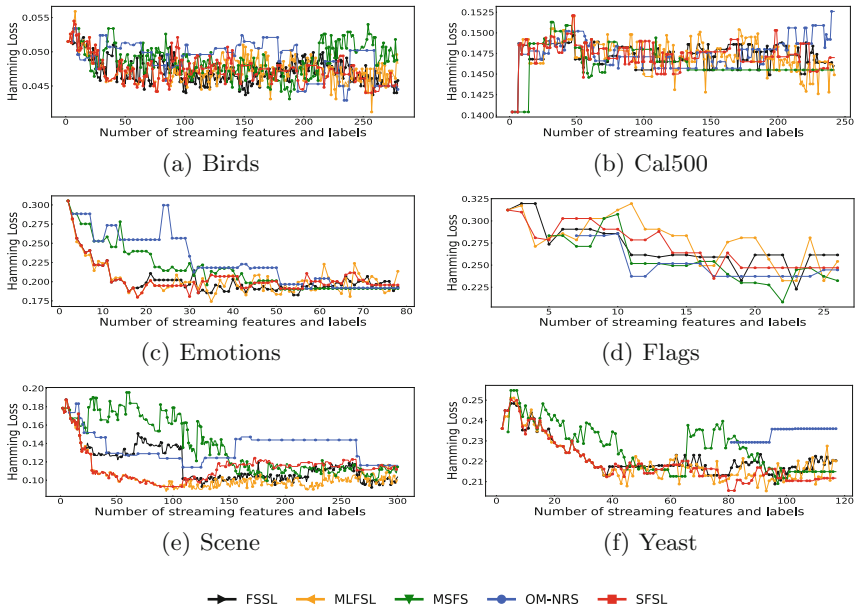 Hamming Loss
0.055
0.050
0.045
0 50 100 150 200 250
Number of streaming features and labels
(a) Birds
Hamming Loss
0.1525
0.1500
0.1475
0.1450
0.1425
0.1400
0 50 100 150 200 250
Number of streaming features and labels
(b) Cal500
Hamming Loss
0.300
0.275
0.250
0.225
0.200
0.175
0 10 20 30 40 50 60 70 80
Number of streaming features and labels
(c) Emotions
Hamming Loss
0.325
0.300
0.275
0.250
0.225
5 10 15 20 25
Number of streaming features and labels
(d) Flags
Hamming Loss
0.20
0.18
0.16
0.14
0.12
0.10
0 50 100 150 200 250 300
Number of streaming features and labels
(e) Scene
Hamming Loss
0.25
0.24
0.23
0.22
0.21
0 20 40 60 80 100 120
Number of streaming features and labels
(f) Yeast
FSSL MLFSL MSFS OM-NRS SFSL